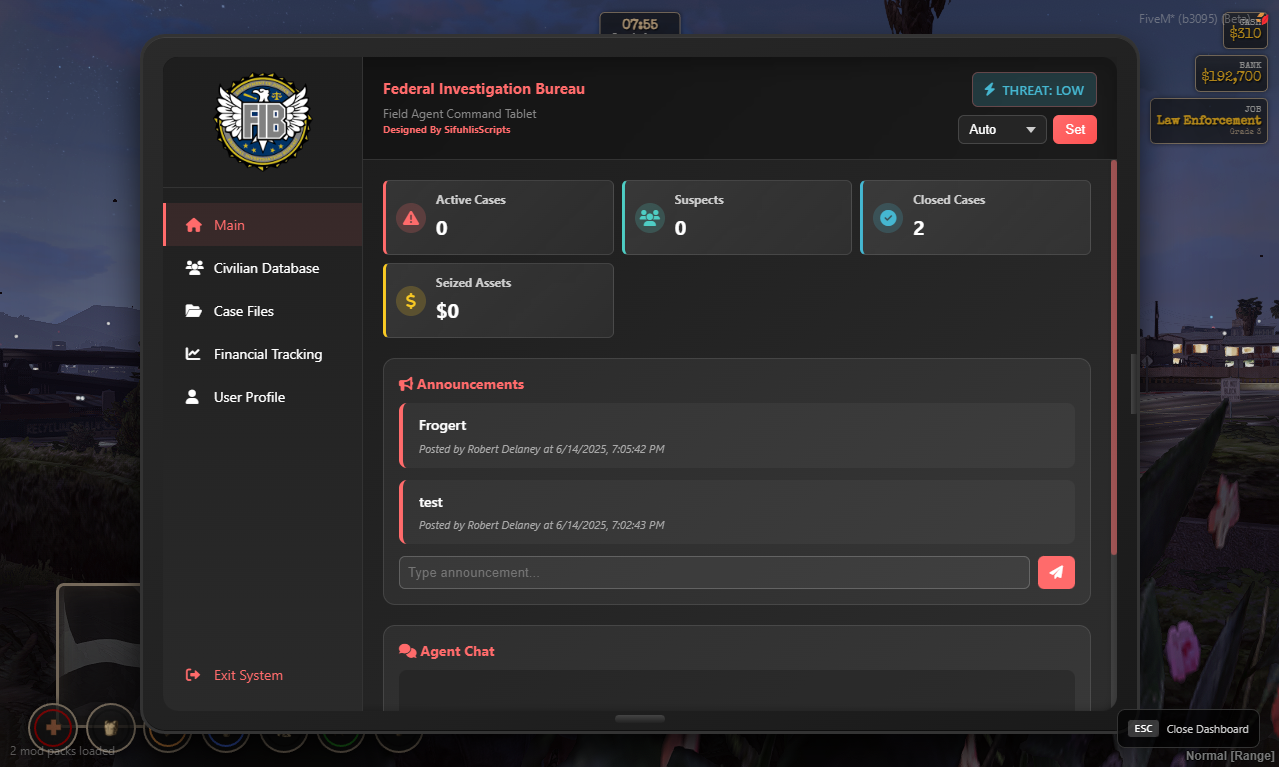 07:55
FiveM* (b3095) (Beta)
CASH
$310
BANK
$192,700
JOB
Law Enforcement
Grade 3
FIB
Federal Investigation Bureau
Field Agent Command Tablet
Designed By SifuhlisScripts
THREAT: LOW
Auto
Set
Main
Civilian Database
Case Files
Financial Tracking
User Profile
Exit System
Active Cases
0
Suspects
0
Closed Cases
2
Seized Assets
$0
Announcements
Frogert
Posted by Robert Delaney at 6/14/2025, 7:05:42 PM
test
Posted by Robert Delaney at 6/14/2025, 7:02:43 PM
Type announcement...
Agent Chat
2 mod packs loaded
ESC Close Dashboard
Normal [Range]